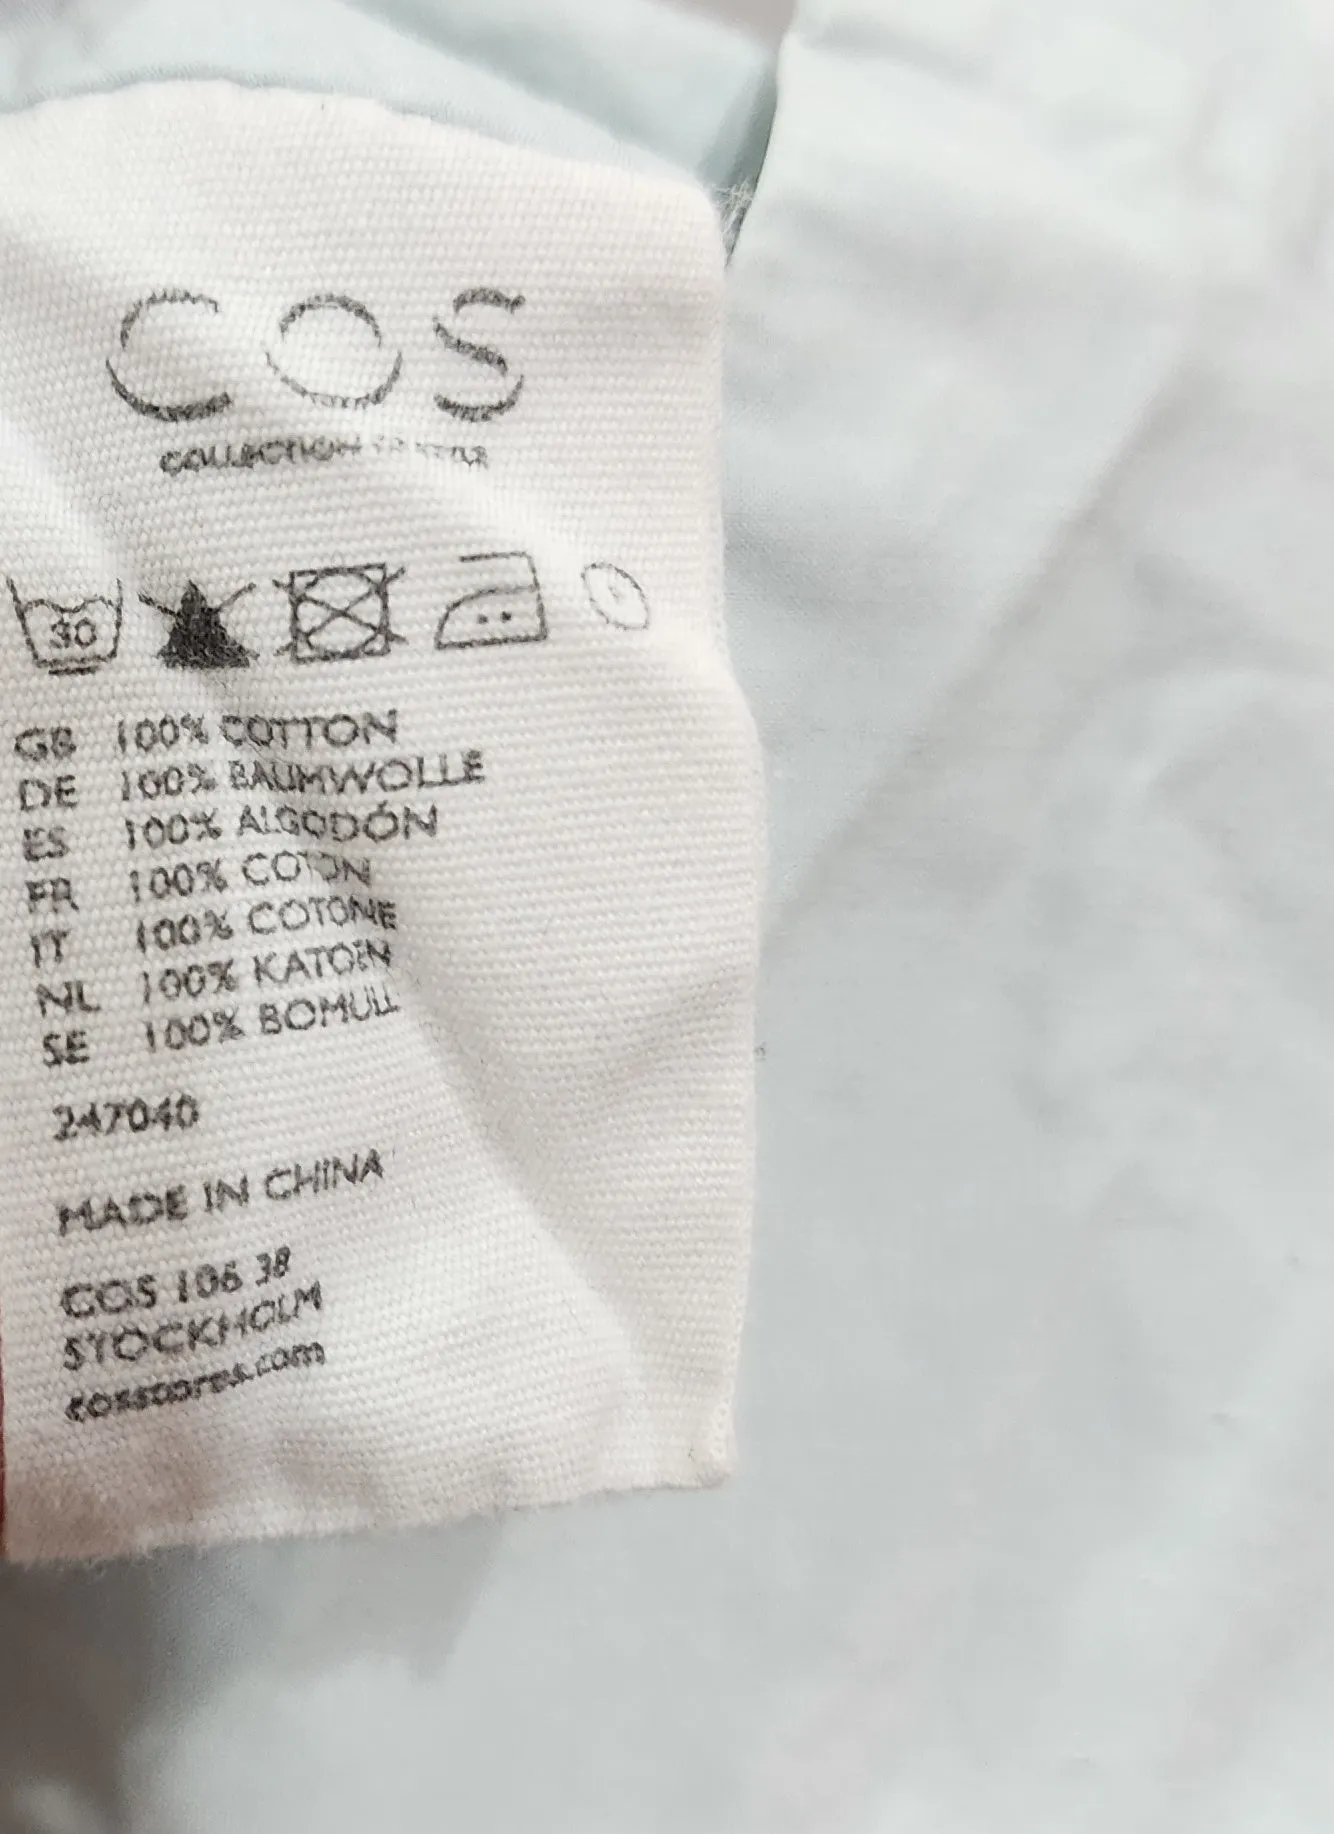 COS
COLLECTION
30
GB 100% COTTON
DE 100% BAUMWOLLE
ES 100% ALGODÓN
FR 100% COTON
IT 100% COTONE
NL 100% KATOEN
SE 100% BOMULL
247040
MADE IN CHINA
COS 106 38
STOCKHOLM
cosstores.com